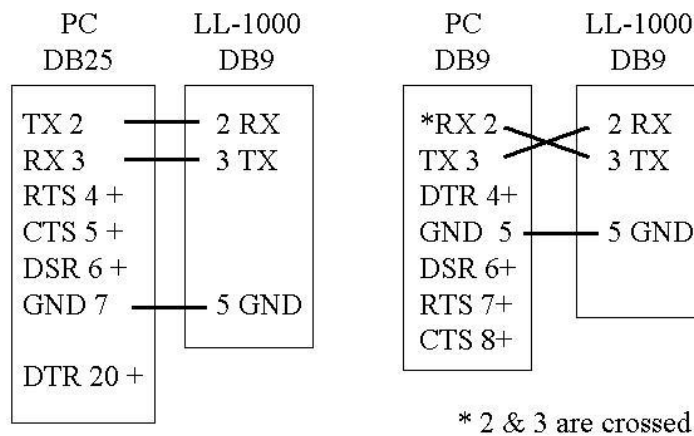 PC
DB25
LL-1000
DB9
TX 2
RX 3
RTS 4 +
CTS 5 +
DSR 6 +
GND 7
DTR 20 +
2 RX
3 TX
5 GND
PC
DB9
LL-1000
DB9
*RX 2
TX 3
DTR 4+
GND 5
DSR 6+
RTS 7+
CTS 8+
2 RX
3 TX
5 GND
* 2 & 3 are crossed